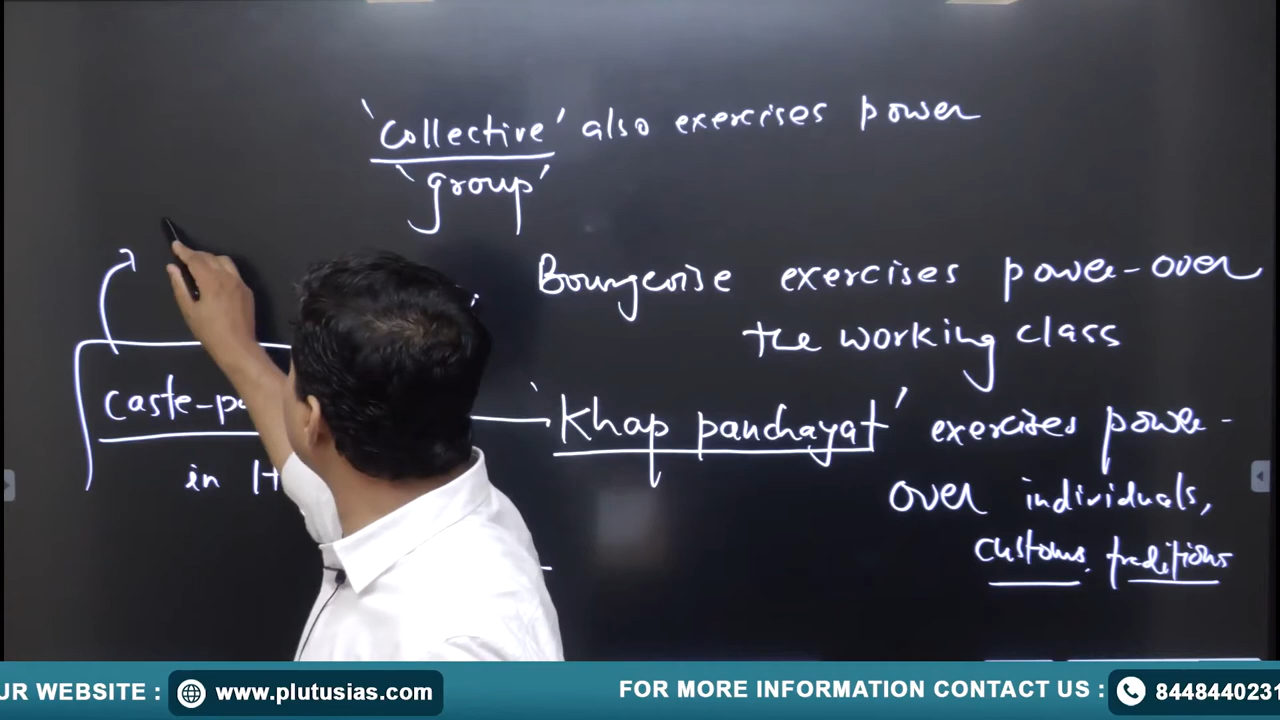 'Collective' also exercises power
'group'
Bourgeoise exercises power-over
the working class
caste-
'Khap panchayat' exercises power-
over individuals,
in
customs, traditions
UR WEBSITE : www.plutusias.com FOR MORE INFORMATION CONTACT US : 8448440231